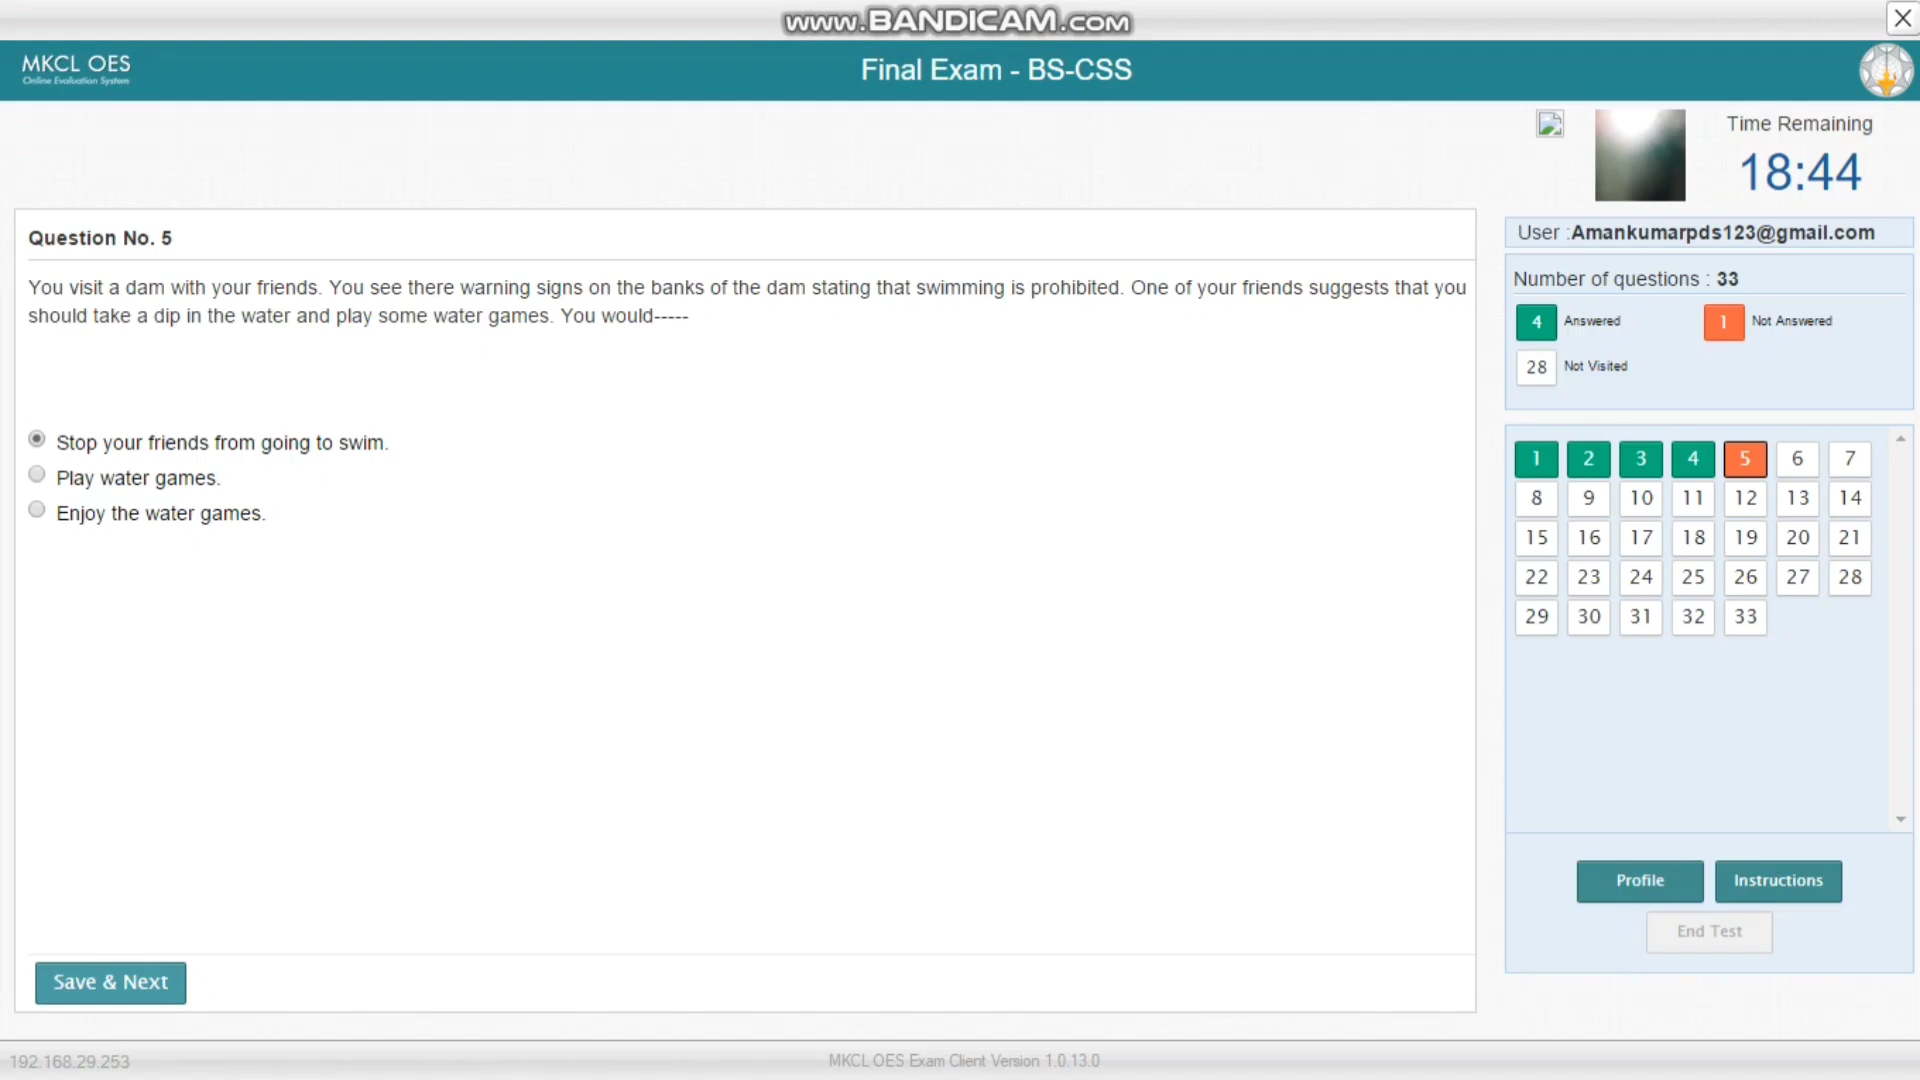 www.BANDICAM.com
MKCL OES
Online Evaluation System
Final Exam - BS-CSS
Time Remaining
18:44
Question No. 5
User :Amankumarpds123@gmail.com
You visit a dam with your friends. You see there warning signs on the banks of the dam stating that swimming is prohibited. One of your friends suggests that you
should take a dip in the water and play some water games. You would-----
Number of questions : 33
4 Answered 1 Not Answered
28 Not Visited
Stop your friends from going to swim.
Play water games.
Enjoy the water games.
1 2 3 4 5 6 7
8 9 10 11 12 13 14
15 16 17 18 19 20 21
22 23 24 25 26 27 28
29 30 31 32 33
Profile Instructions
End Test
Save & Next
192.168.29.253
MKCL OES Exam Client Version 1.0.13.0